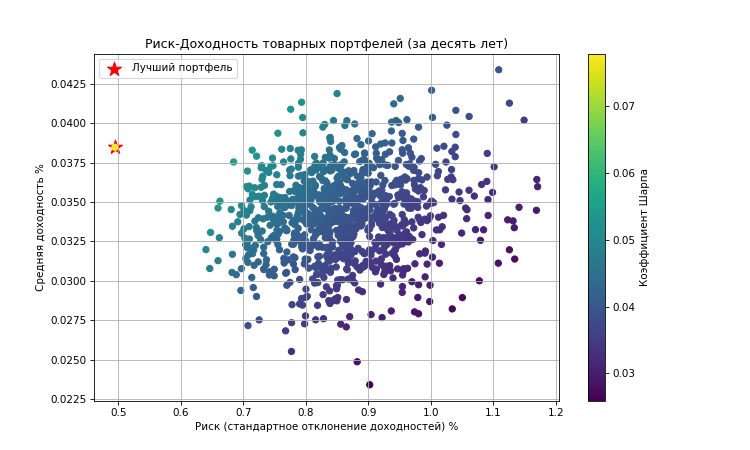 Риск-Доходность товарных портфелей (за десять лет)
Лучший портфель
0.0425
0.0400
0.0375
0.0350
0.0325
0.0300
0.0275
0.0250
0.0225
Средняя доходность %
0.5 0.6 0.7 0.8 0.9 1.0 1.1 1.2
Риск (стандартное отклонение доходностей) %
0.07
0.06
0.05
0.04
0.03
Коэффициент Шарпа